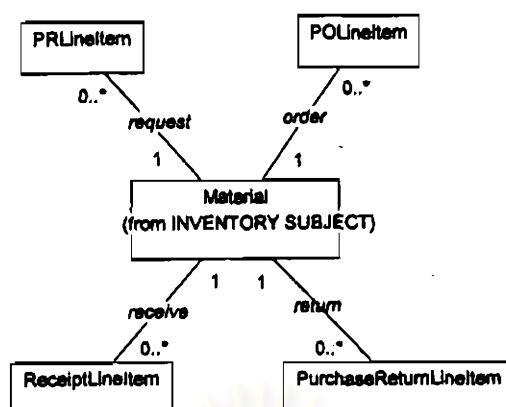 PRLineItem
POLineItem
0..*
0..*
request
order
1
1
Material
(from INVENTORY SUBJECT)
1
1
receive
return
0..*
0..*
ReceiptLineItem
PurchaseReturnLineItem